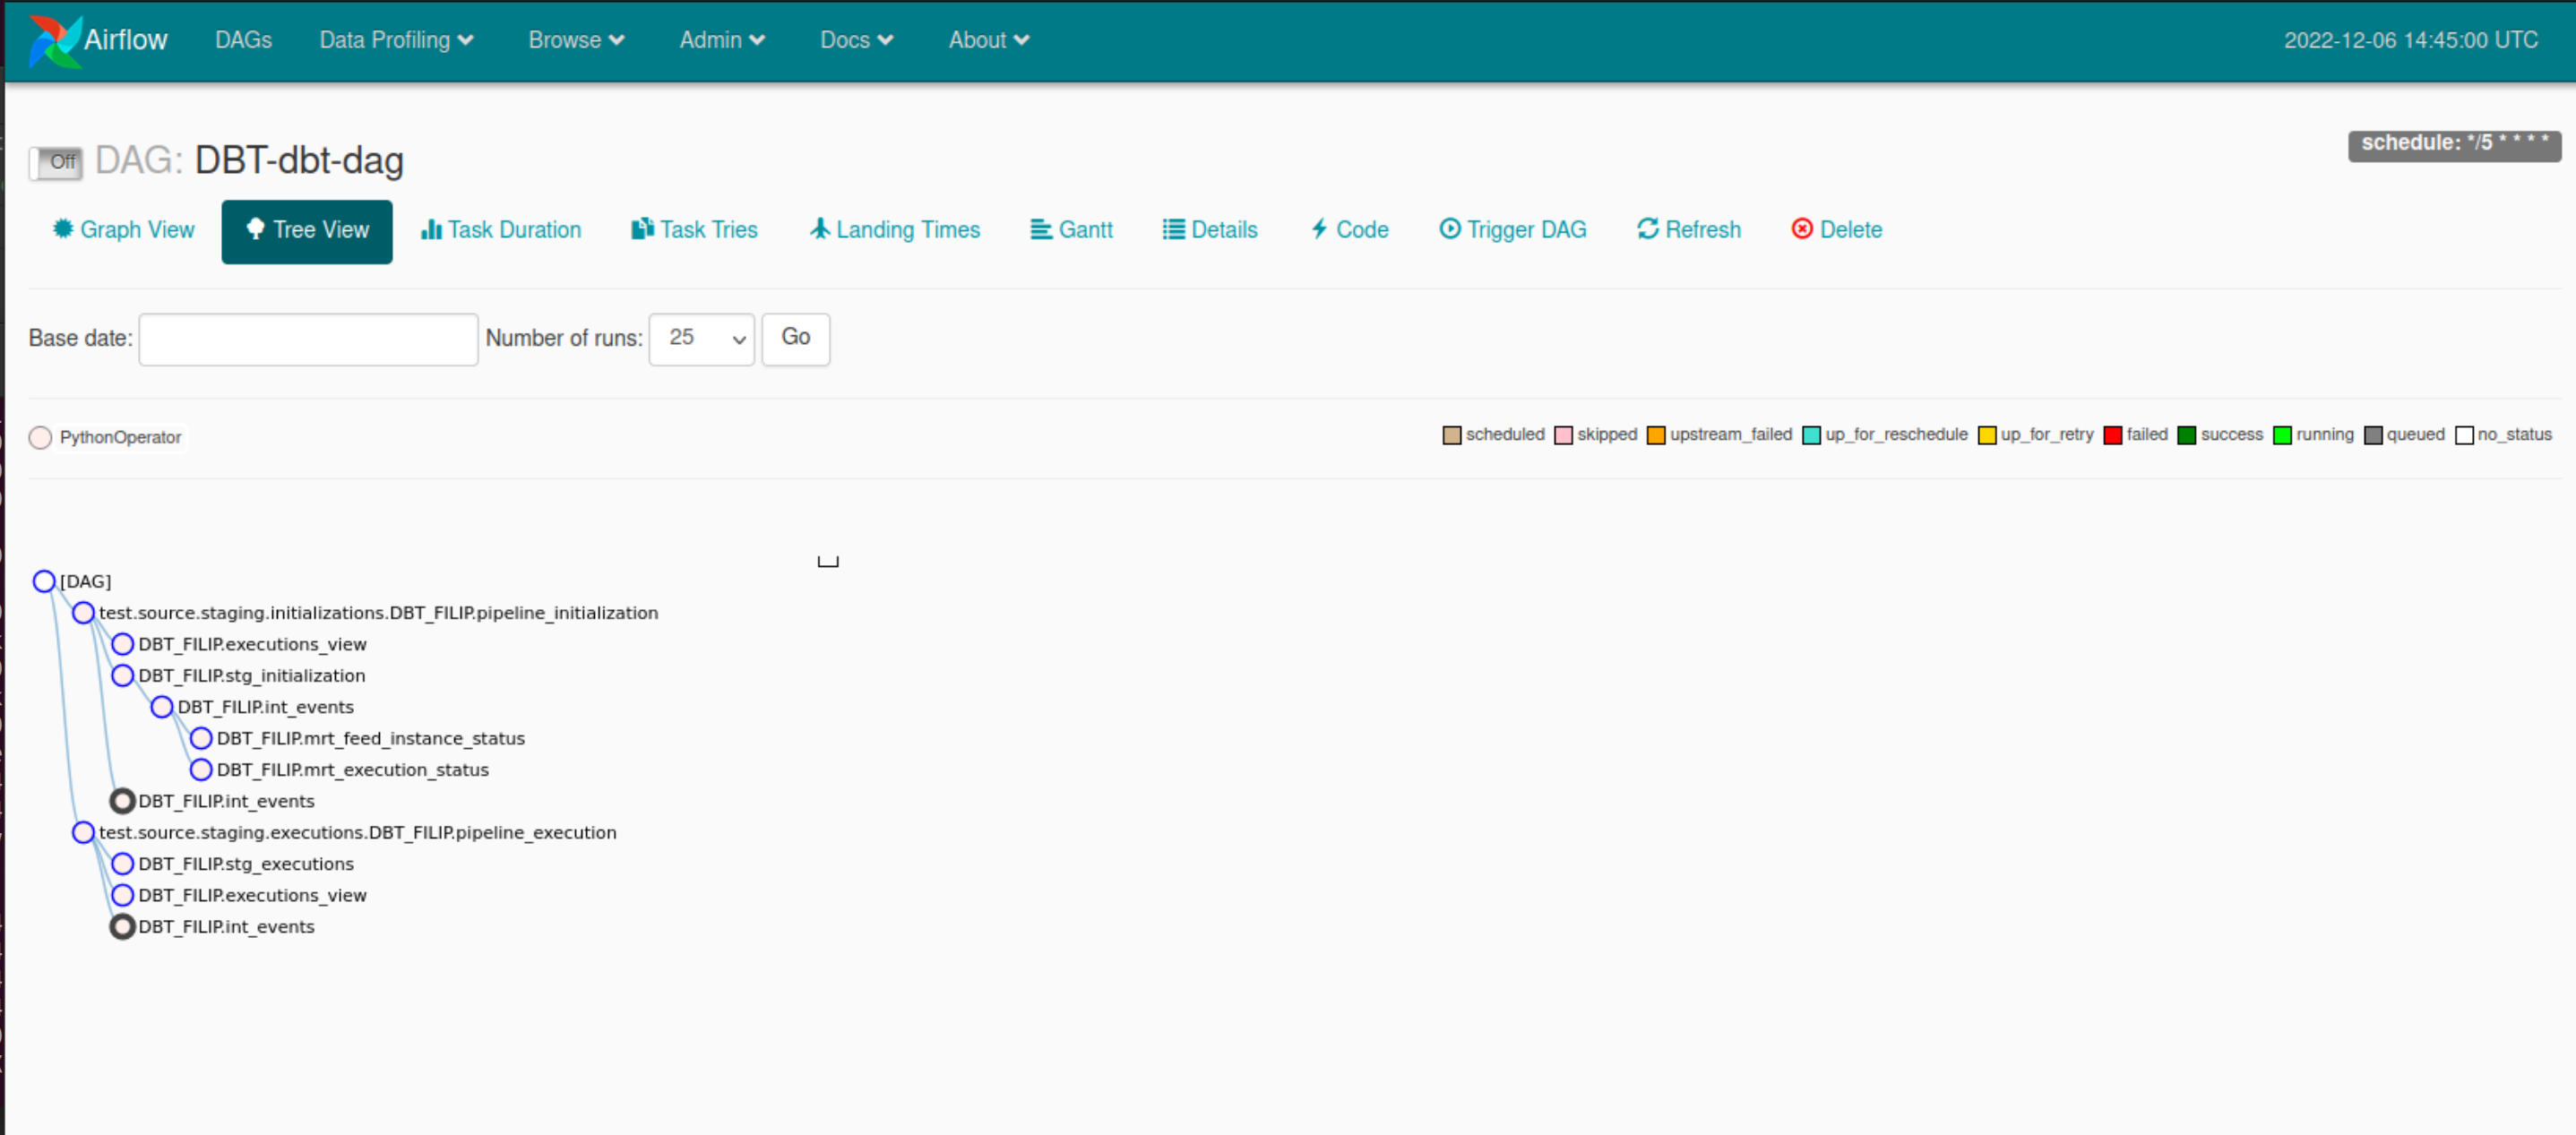 Airflow DAGs Data Profiling Browse Admin Docs About 2022-12-06 14:45:00 UTC
schedule: */5 * * * *
Off DAG: DBT-dbt-dag
Graph View Tree View Task Duration Task Tries Landing Times Gantt Details Code Trigger DAG Refresh Delete
Base date: Number of runs: 25 Go
PythonOperator scheduled skipped upstream_failed up_for_reschedule up_for_retry failed success running queued no_status
[DAG]
test.source.staging.initializations.DBT_FILIP.pipeline_initialization
DBT_FILIP.executions_view
DBT_FILIP.stg_initialization
DBT_FILIP.int_events
DBT_FILIP.mrt_feed_instance_status
DBT_FILIP.mrt_execution_status
DBT_FILIP.int_events
test.source.staging.executions.DBT_FILIP.pipeline_execution
DBT_FILIP.stg_executions
DBT_FILIP.executions_view
DBT_FILIP.int_events